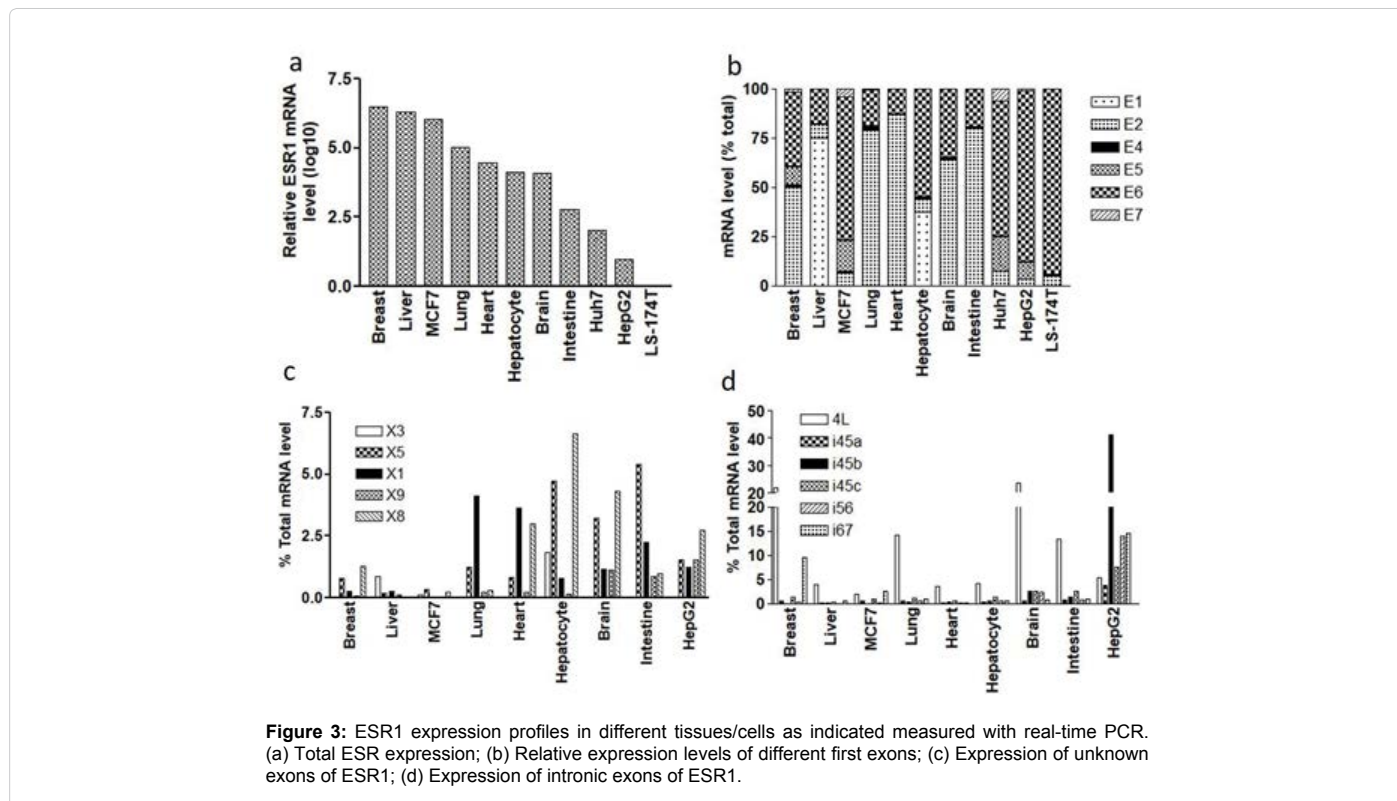 a
Relative ESR1 mRNA
level (log10)
7.5
5.0
2.5
0.0
Breast
Liver
MCF7
Lung
Heart
Hepatocyte
Brain
Intestine
Huh7
HepG2
LS-174T
b
mRNA level (% total)
100
75
50
25
0
Breast
Liver
MCF7
Lung
Heart
Hepatocyte
Brain
Intestine
Huh7
HepG2
LS-174T
E1
E2
E4
E5
E6
E7
c
% Total mRNA level
7.5
5.0
2.5
0.0
X3
X5
X1
X9
X8
Breast
Liver
MCF7
Lung
Heart
Hepatocyte
Brain
Intestine
HepG2
d
% Total mRNA level
50
40
30
20
20
15
10
5
0
4L
i45a
i45b
i45c
i56
i67
Breast
Liver
MCF7
Lung
Heart
Hepatocyte
Brain
Intestine
HepG2
Figure 3: ESR1 expression profiles in different tissues/cells as indicated measured with real-time PCR.
(a) Total ESR expression; (b) Relative expression levels of different first exons; (c) Expression of unknown
exons of ESR1; (d) Expression of intronic exons of ESR1.